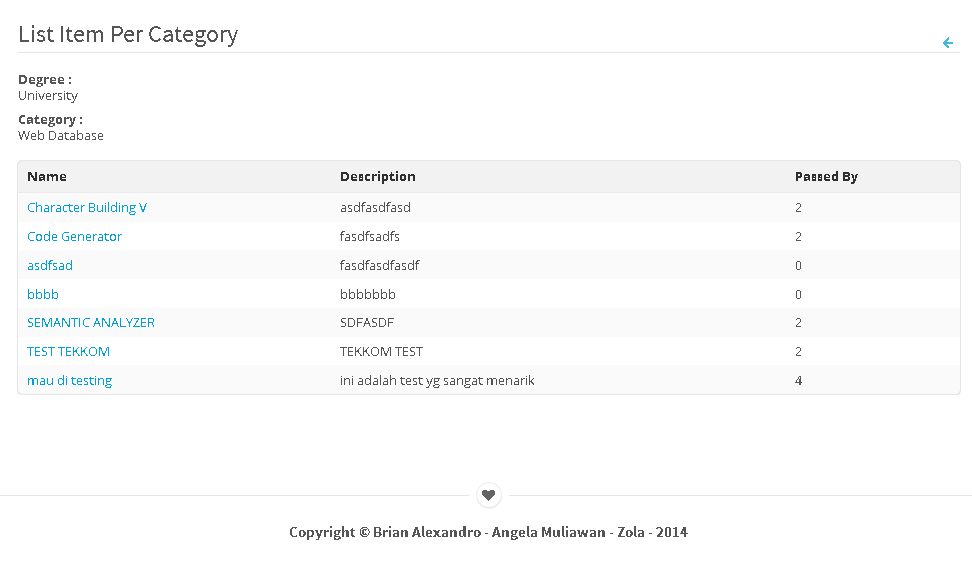 List Item Per Category
Degree :
University
Category :
Web Database
Name Description Passed By
Character Building V asdfasdfasd 2
Code Generator fasdfsadfs 2
asdfsad fasdfasdfasdf 0
bbbb bbbbbbb 0
SEMANTIC ANALYZER SDFASDF 2
TEST TEKKOM TEKKOM TEST 2
mau di testing ini adalah test yg sangat menarik 4
Copyright © Brian Alexandro - Angela Muliawan - Zola - 2014